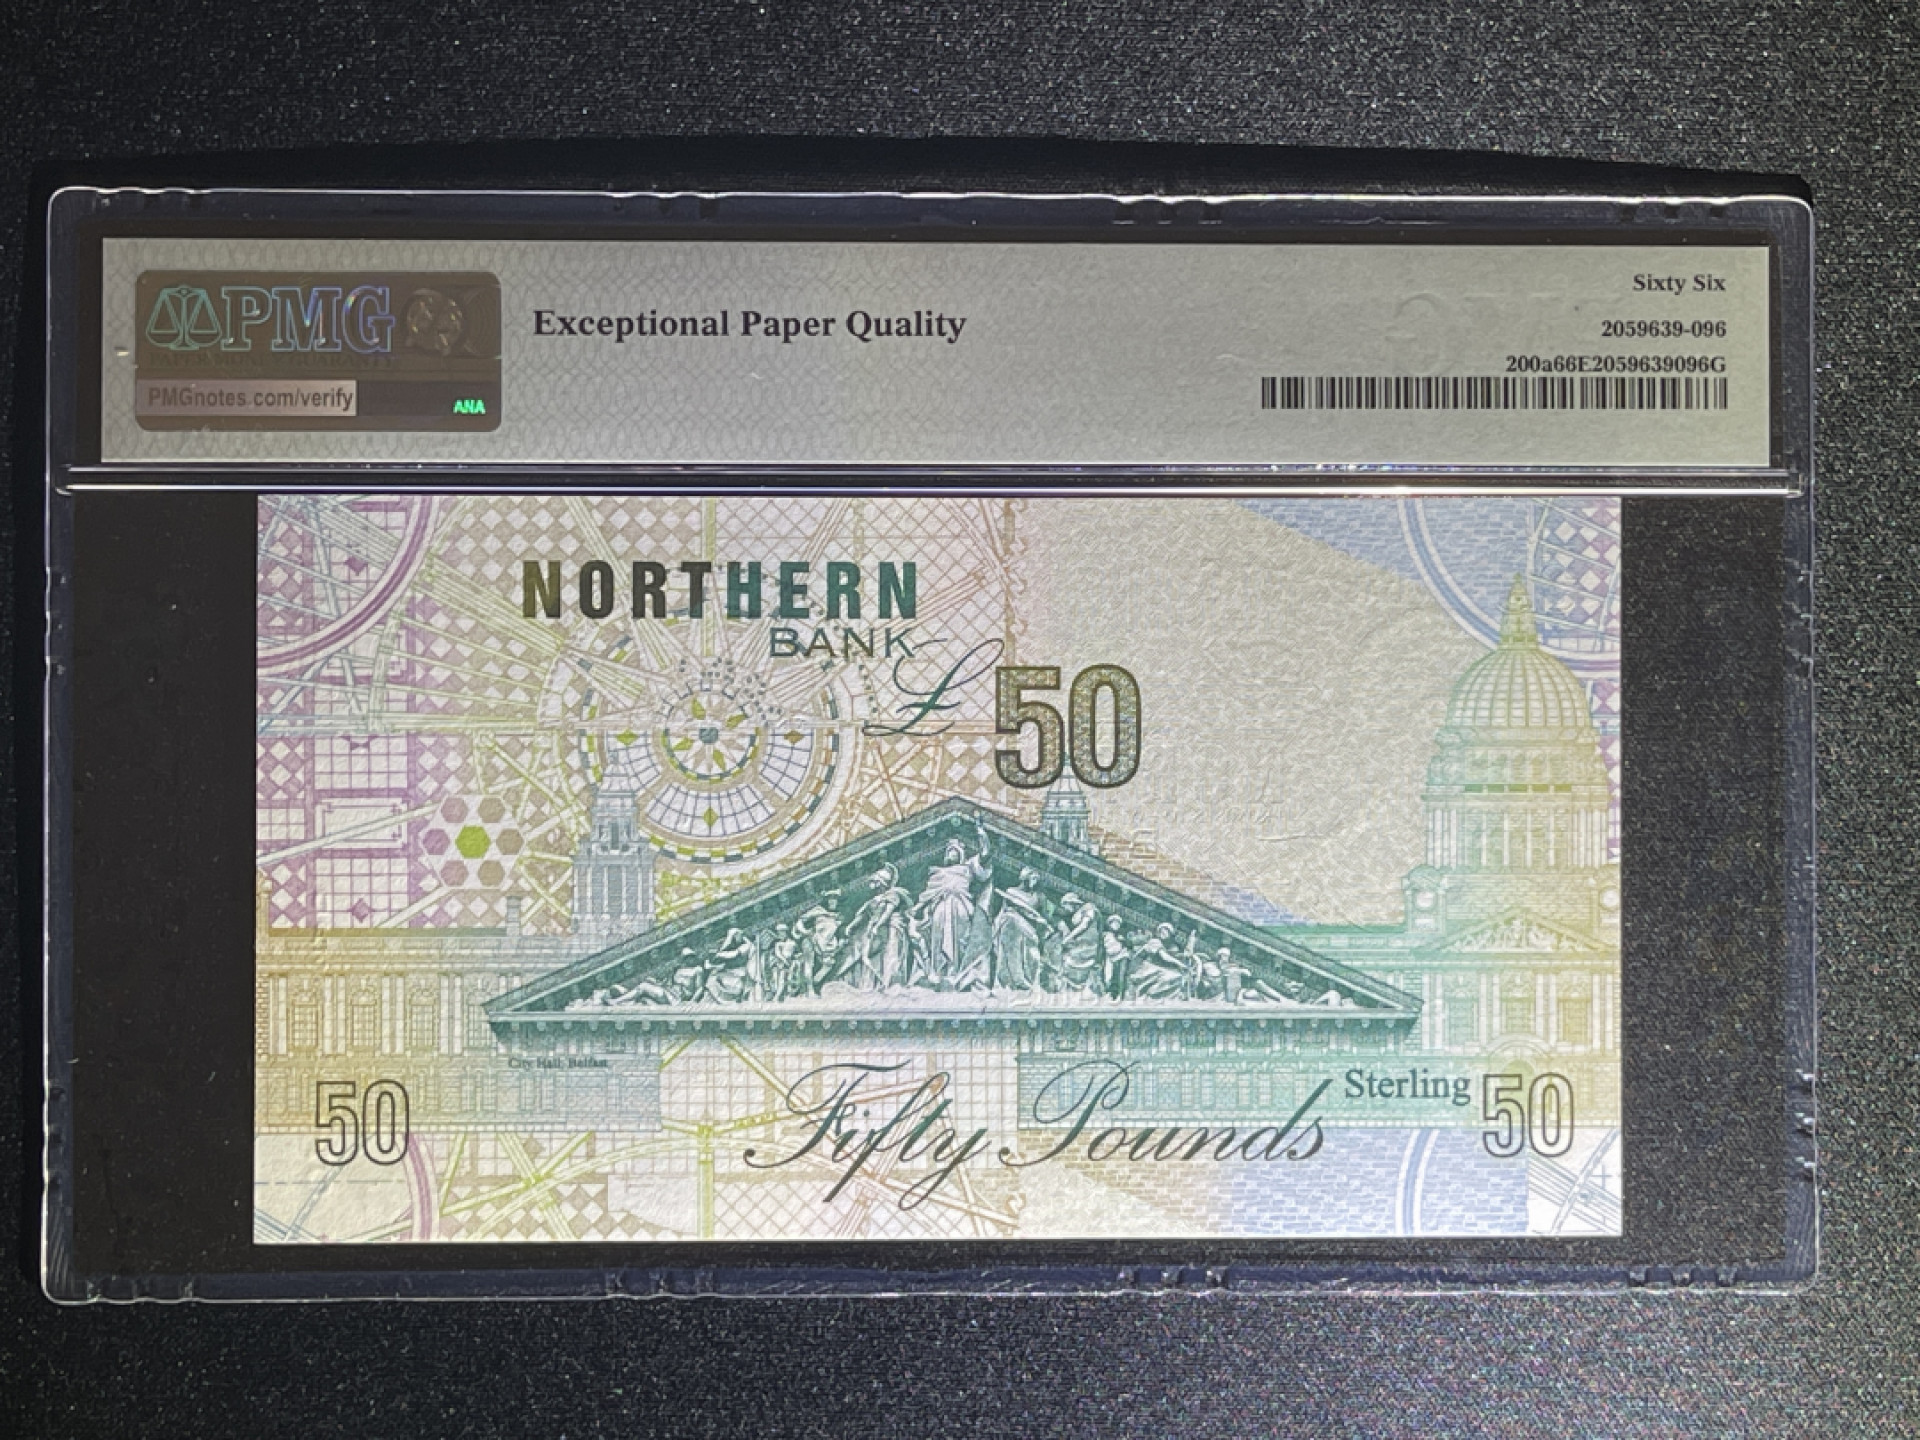 PMG
PMGnotes.com/verify
ANA
Exceptional Paper Quality
Sixty Six
2059639-096
200a66E2059639096G
NORTHERN
BANK
£50
City Hall, Belfast
50
Fifty Pounds
Sterling
50